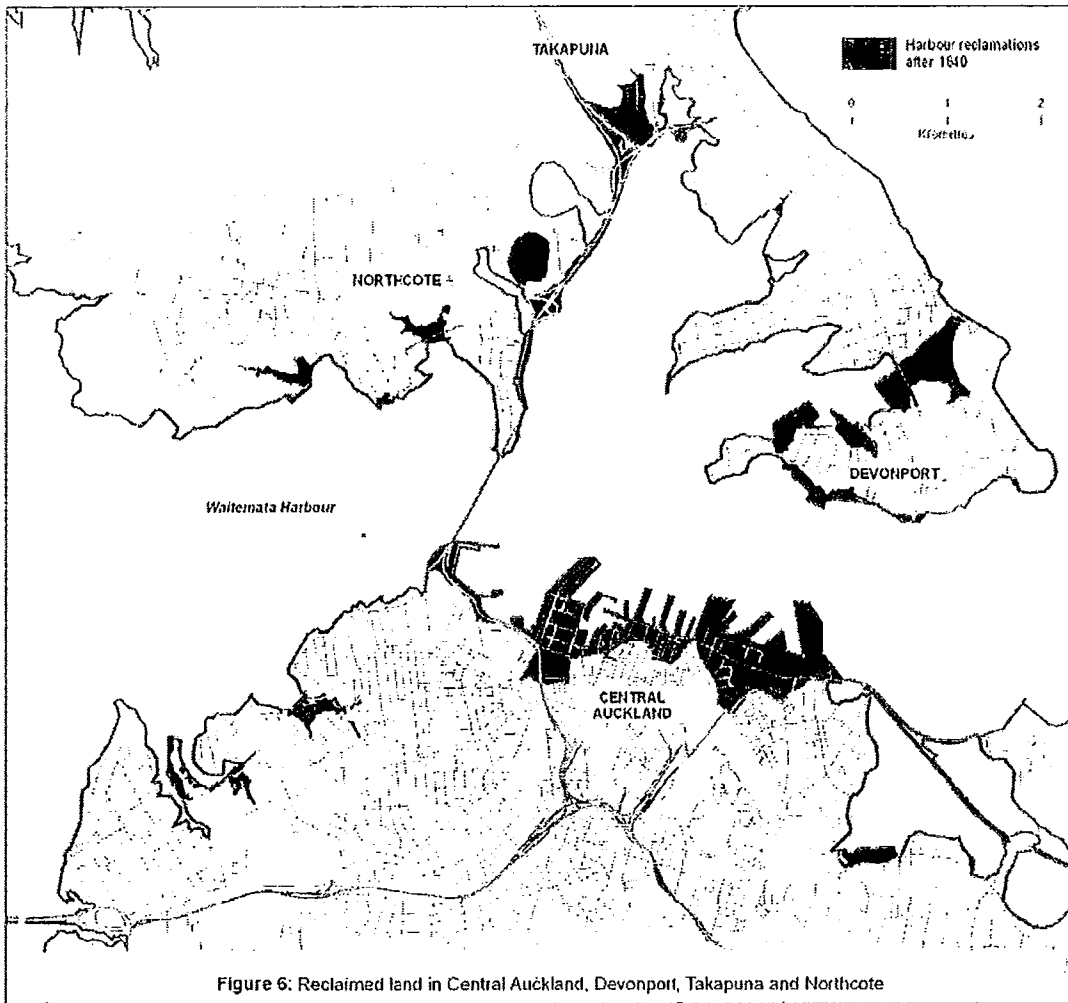 TAKAPUNA
Harbour reclamations
after 1840
0 1 2
Kilometres
NORTHCOTE
DEVONPORT
Waitemata Harbour
CENTRAL
AUCKLAND
Figure 6: Reclaimed land in Central Auckland, Devonport, Takapuna and Northcote